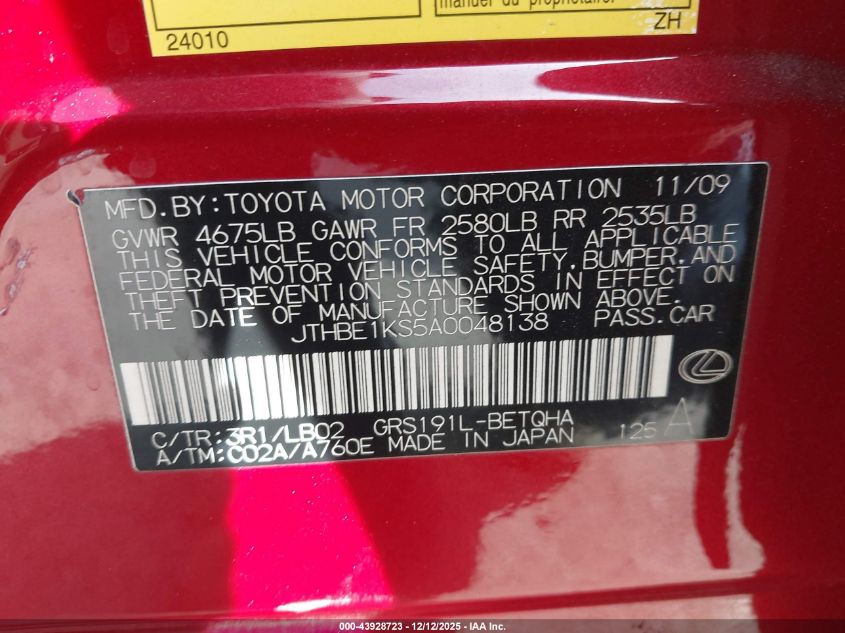 manuel du propriétaire.
24010
ZH
MFD. BY: TOYOTA MOTOR CORPORATION 11/09
GVWR 4675LB GAWR FR 2580LB RR 2535LB
THIS VEHICLE CONFORMS TO ALL APPLICABLE
FEDERAL MOTOR VEHICLE SAFETY, BUMPER, AND
THEFT PREVENTION STANDARDS IN EFFECT ON
THE DATE OF MANUFACTURE SHOWN ABOVE.
JTHBE1KS5A0048138 PASS. CAR
C/TR: 3R1/LB02 GRS191L-BETQHA
A/TM: C02A/A760E MADE IN JAPAN 125 A
000-43928723 - 12/12/2025 - IAA Inc.